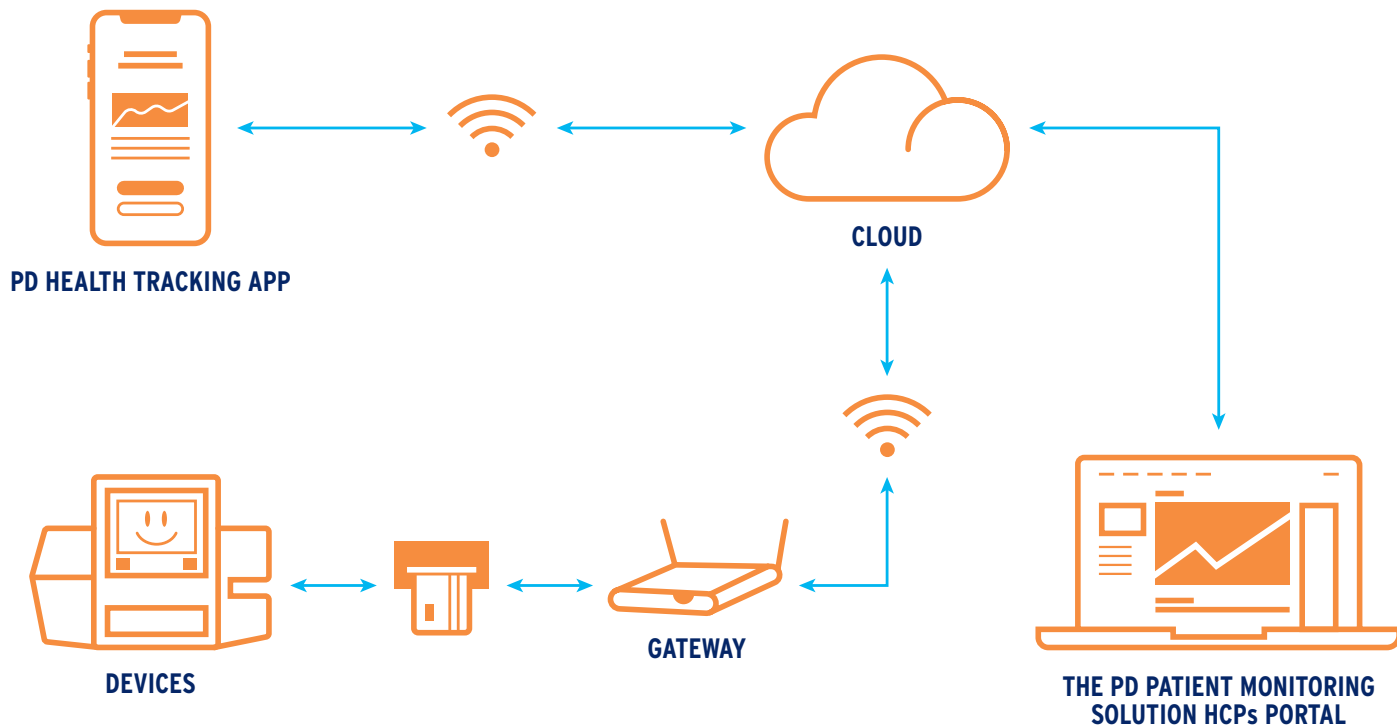 PD HEALTH TRACKING APP
CLOUD
DEVICES
GATEWAY
THE PD PATIENT MONITORING
SOLUTION HCPs PORTAL